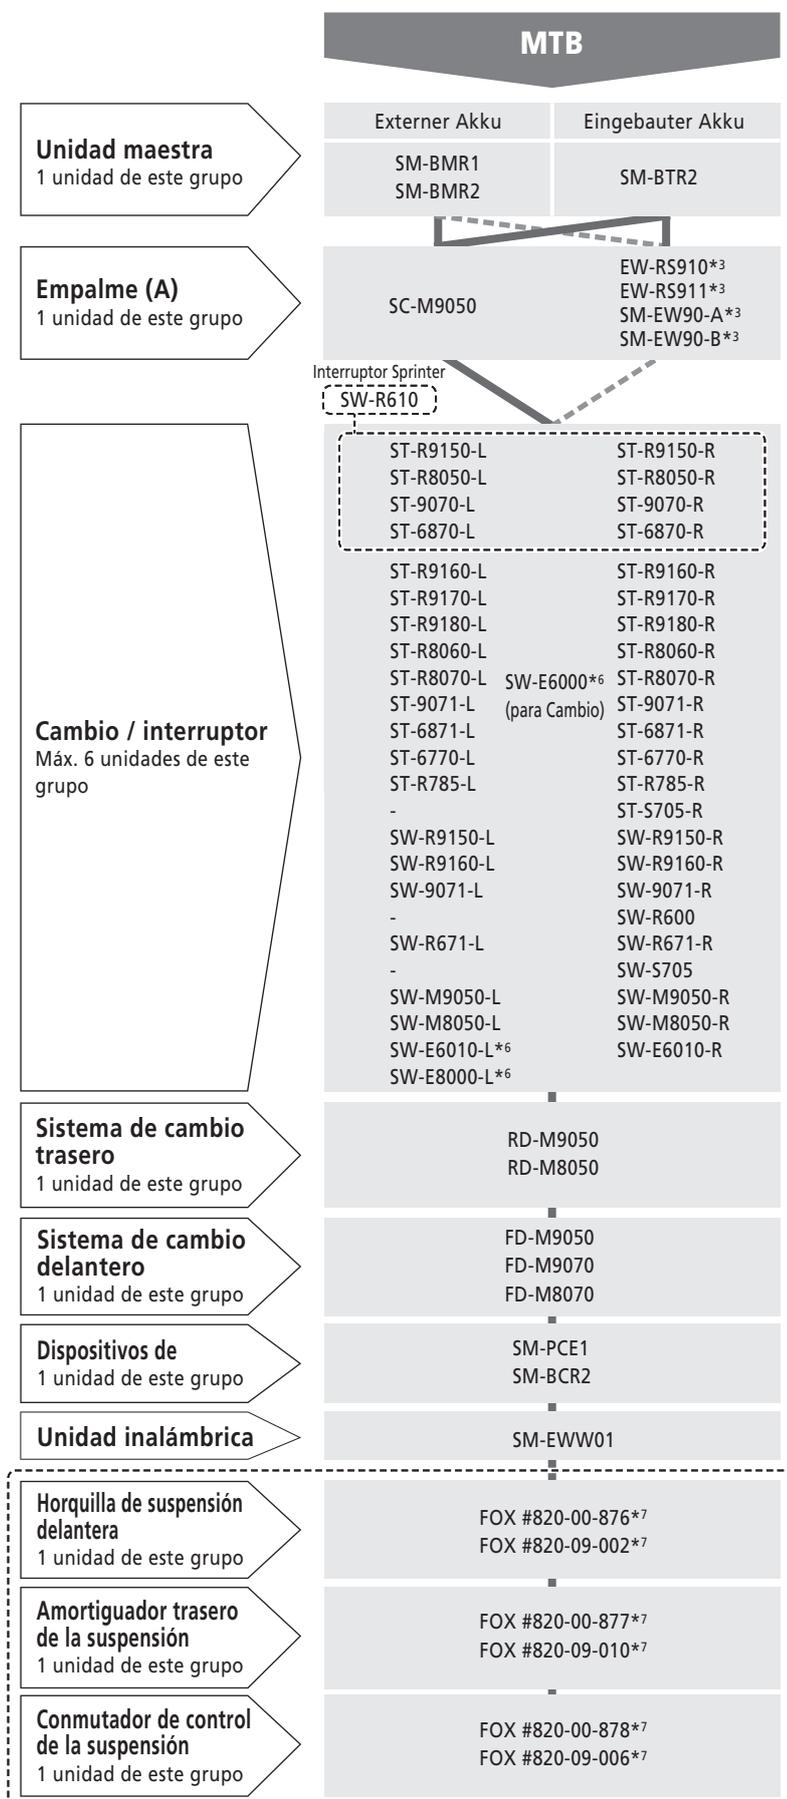 MTB
Unidad maestra
1 unidad de este grupo
Externer Akku
Eingebauter Akku
SM-BMR1
SM-BMR2
SM-BTR2
Empalme (A)
1 unidad de este grupo
SC-M9050
EW-RS910*3
EW-RS911*3
SM-EW90-A*3
SM-EW90-B*3
Interruptor Sprinter
SW-R610
Cambio / interruptor
Máx. 6 unidades de este
grupo
ST-R9150-L ST-R9150-R
ST-R8050-L ST-R8050-R
ST-9070-L ST-9070-R
ST-6870-L ST-6870-R
ST-R9160-L ST-R9160-R
ST-R9170-L ST-R9170-R
ST-R9180-L ST-R9180-R
ST-R8060-L ST-R8060-R
ST-R8070-L ST-R8070-R
SW-E6000*6
(para Cambio)
ST-9071-L ST-9071-R
ST-6871-L ST-6871-R
ST-6770-L ST-6770-R
ST-R785-L ST-R785-R
- ST-S705-R
SW-R9150-L SW-R9150-R
SW-R9160-L SW-R9160-R
SW-9071-L SW-9071-R
- SW-R600
SW-R671-L SW-R671-R
- SW-S705
SW-M9050-L SW-M9050-R
SW-M8050-L SW-M8050-R
SW-E6010-L*6 SW-E6010-R
SW-E8000-L*6
Sistema de cambio
trasero
1 unidad de este grupo
RD-M9050
RD-M8050
Sistema de cambio
delantero
1 unidad de este grupo
FD-M9050
FD-M9070
FD-M8070
Dispositivos de
1 unidad de este grupo
SM-PCE1
SM-BCR2
Unidad inalámbrica
SM-EWW01
Horquilla de suspensión
delantera
1 unidad de este grupo
FOX #820-00-876*7
FOX #820-09-002*7
Amortiguador trasero
de la suspensión
1 unidad de este grupo
FOX #820-00-877*7
FOX #820-09-010*7
Conmutador de control
de la suspensión
1 unidad de este grupo
FOX #820-00-878*7
FOX #820-09-006*7